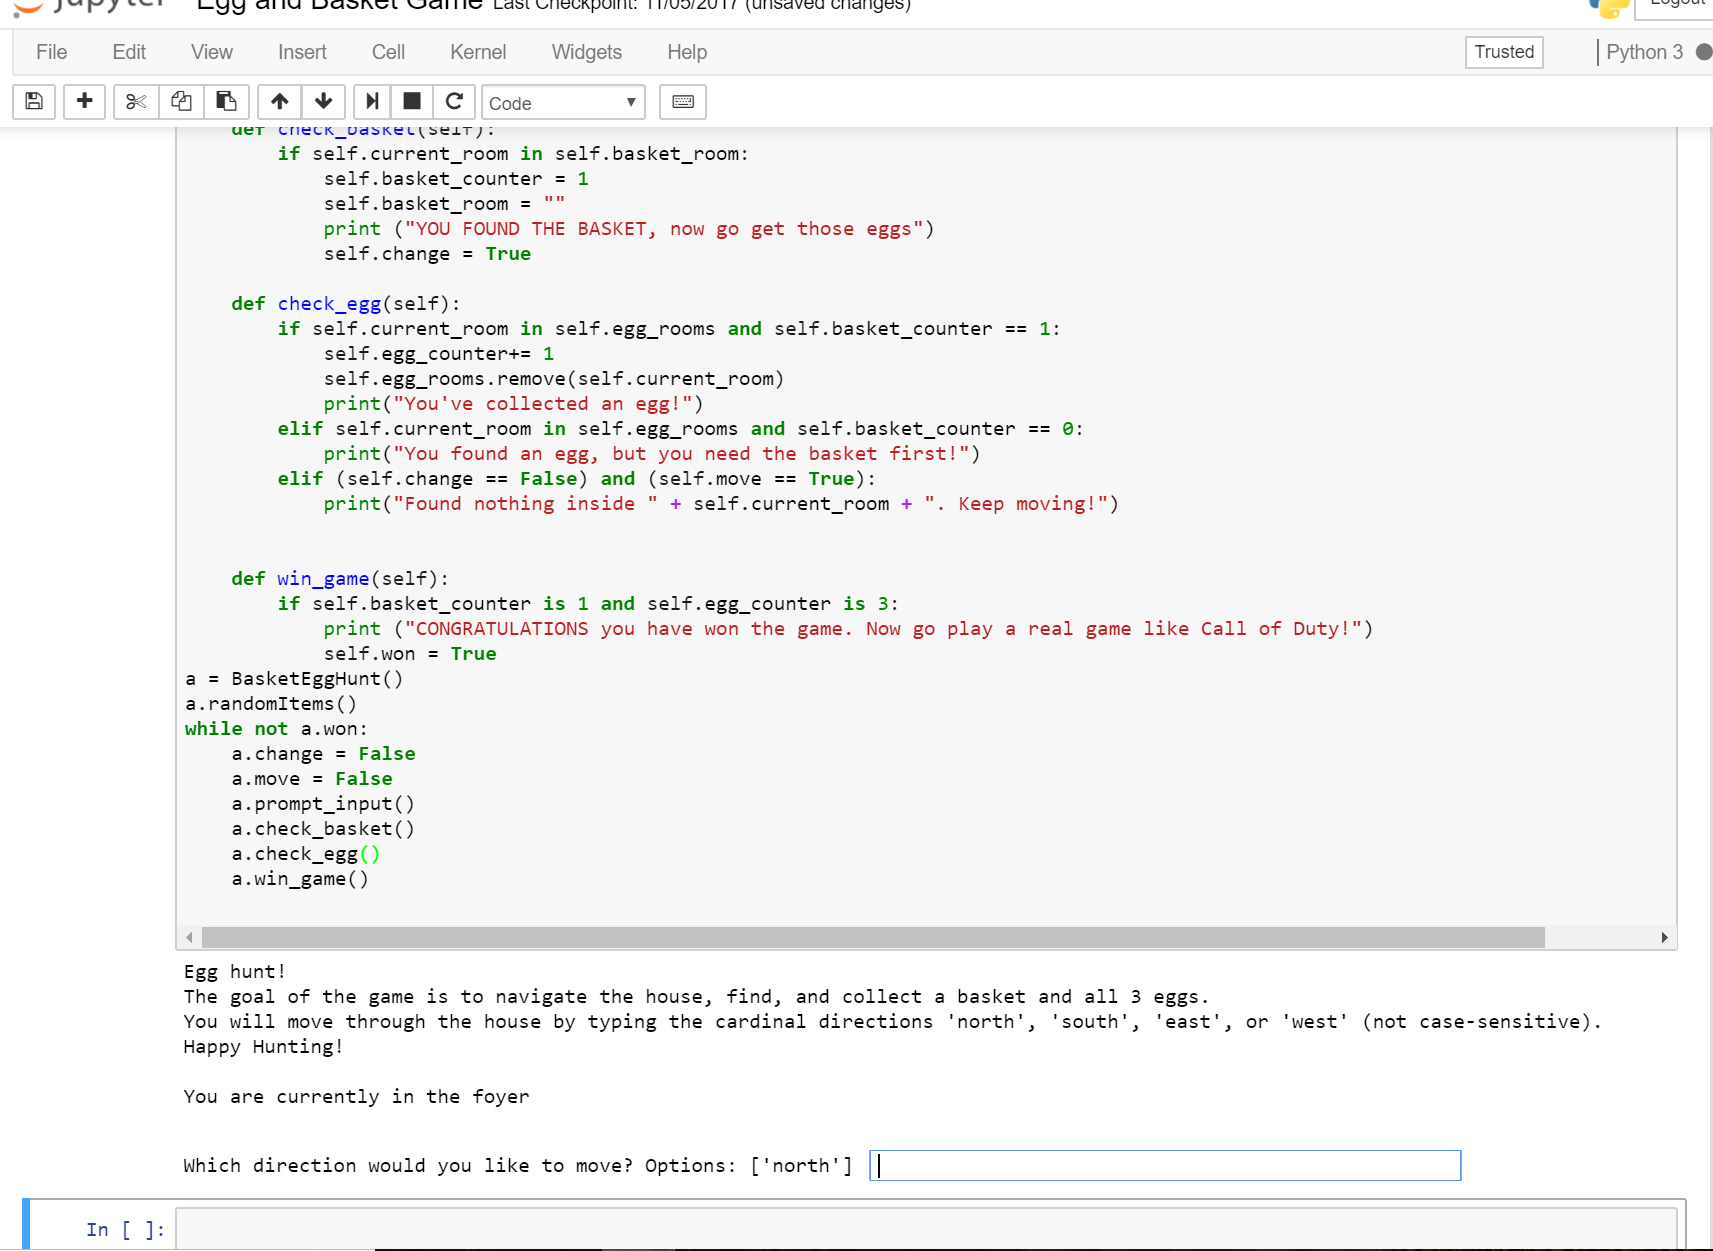 jupyter Egg and Basket Game Last Checkpoint: 11/05/2017 (unsaved changes) Logout
File Edit View Insert Cell Kernel Widgets Help Trusted Python 3
Code
    def check_basket(self):
        if self.current_room in self.basket_room:
            self.basket_counter = 1
            self.basket_room = ""
            print ("YOU FOUND THE BASKET, now go get those eggs")
            self.change = True
    def check_egg(self):
        if self.current_room in self.egg_rooms and self.basket_counter == 1:
            self.egg_counter+= 1
            self.egg_rooms.remove(self.current_room)
            print("You've collected an egg!")
        elif self.current_room in self.egg_rooms and self.basket_counter == 0:
            print("You found an egg, but you need the basket first!")
        elif (self.change == False) and (self.move == True):
            print("Found nothing inside " + self.current_room + ". Keep moving!")
    def win_game(self):
        if self.basket_counter is 1 and self.egg_counter is 3:
            print ("CONGRATULATIONS you have won the game. Now go play a real game like Call of Duty!")
            self.won = True
a = BasketEggHunt()
a.randomItems()
while not a.won:
    a.change = False
    a.move = False
    a.prompt_input()
    a.check_basket()
    a.check_egg()
    a.win_game()
Egg hunt!
The goal of the game is to navigate the house, find, and collect a basket and all 3 eggs.
You will move through the house by typing the cardinal directions 'north', 'south', 'east', or 'west' (not case-sensitive).
Happy Hunting!
You are currently in the foyer
Which direction would you like to move? Options: ['north']
In [ ]: